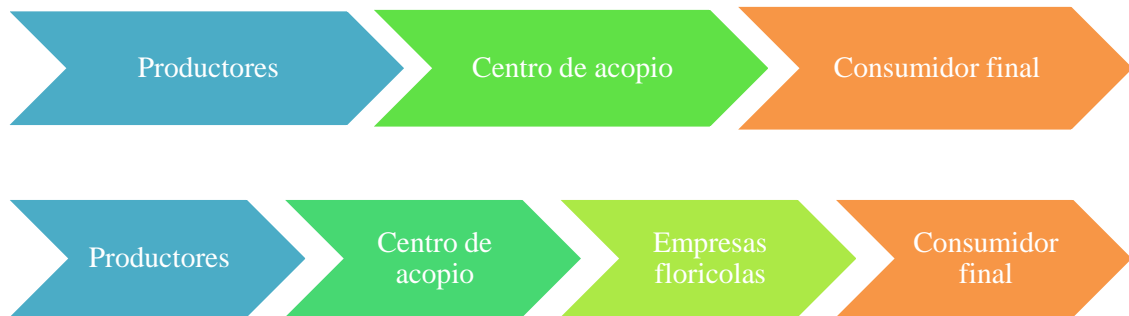 Productores
Centro de acopio
Consumidor final
Productores
Centro de
acopio
Empresas
floricolas
Consumidor
final